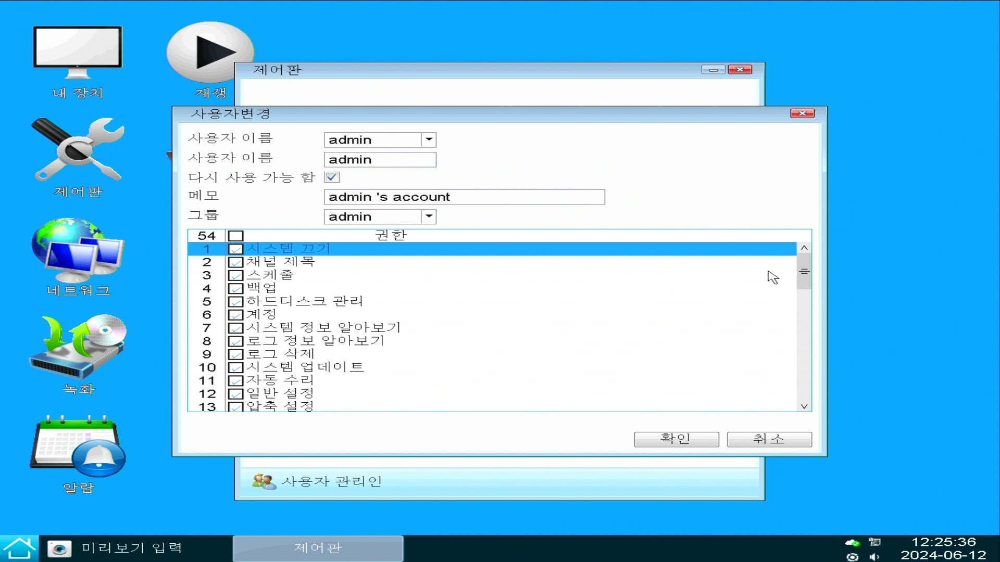 내 장치
재생
제어판
제어판
사용자변경
사용자 이름 admin
사용자 이름 admin
다시 사용 가능 함
메모 admin 's account
그룹 admin
54 권한
1 시스템 끄기
2 채널 제목
3 스케줄
4 백업
5 하드디스크 관리
6 계정
7 시스템 정보 알아보기
8 로그 정보 알아보기
9 로그 삭제
10 시스템 업데이트
11 자동 수리
12 일반 설정
13 압축 설정
확인 취소
네트워크
녹화
알람
사용자 관리인
미리보기 입력
제어판
12:25:36
2024-06-12